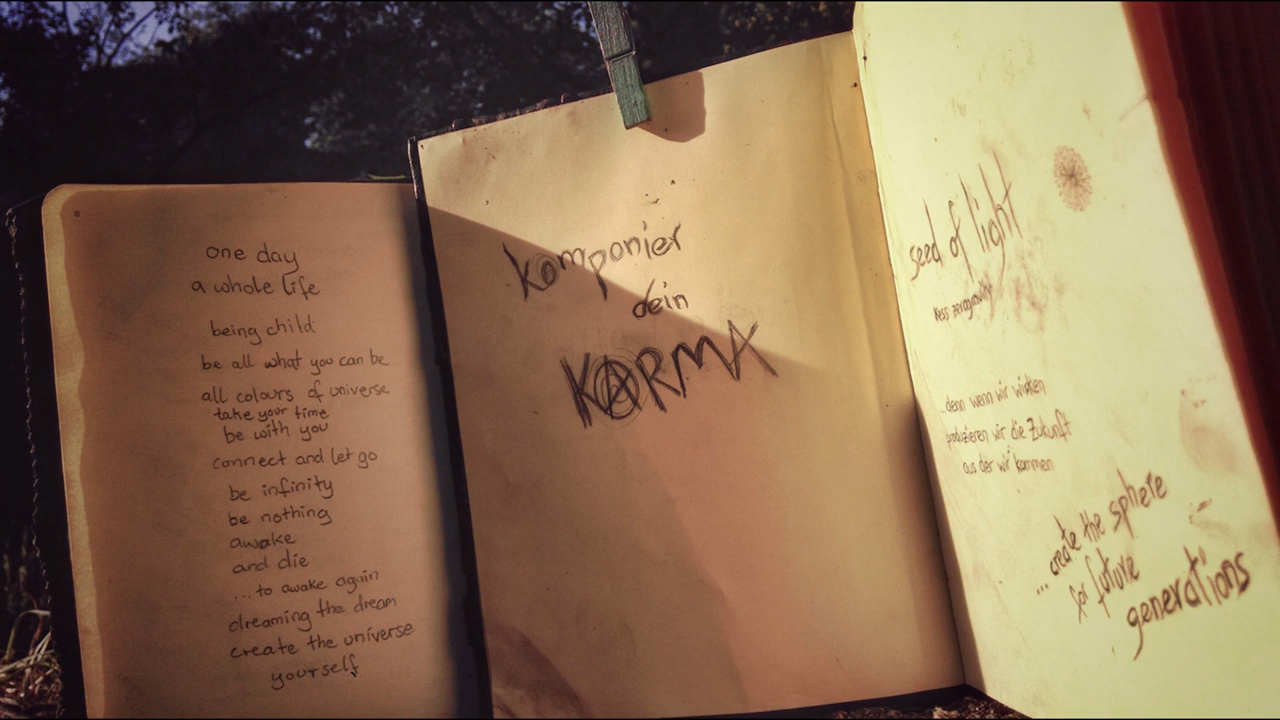 one day
a whole life
being child
be all what you can be
all colours of universe
take your time
be with you
connect and let go
be infinity
be nothing
awake
and die
...to awake again
dreaming the dream
create the universe
yourself
komponier
dein
KARMA
seed of light
kess zerogravity
...denn wenn wir wirken
produzieren wir die Zukunft
aus der wir kommen
... create the sphere
for future
generations